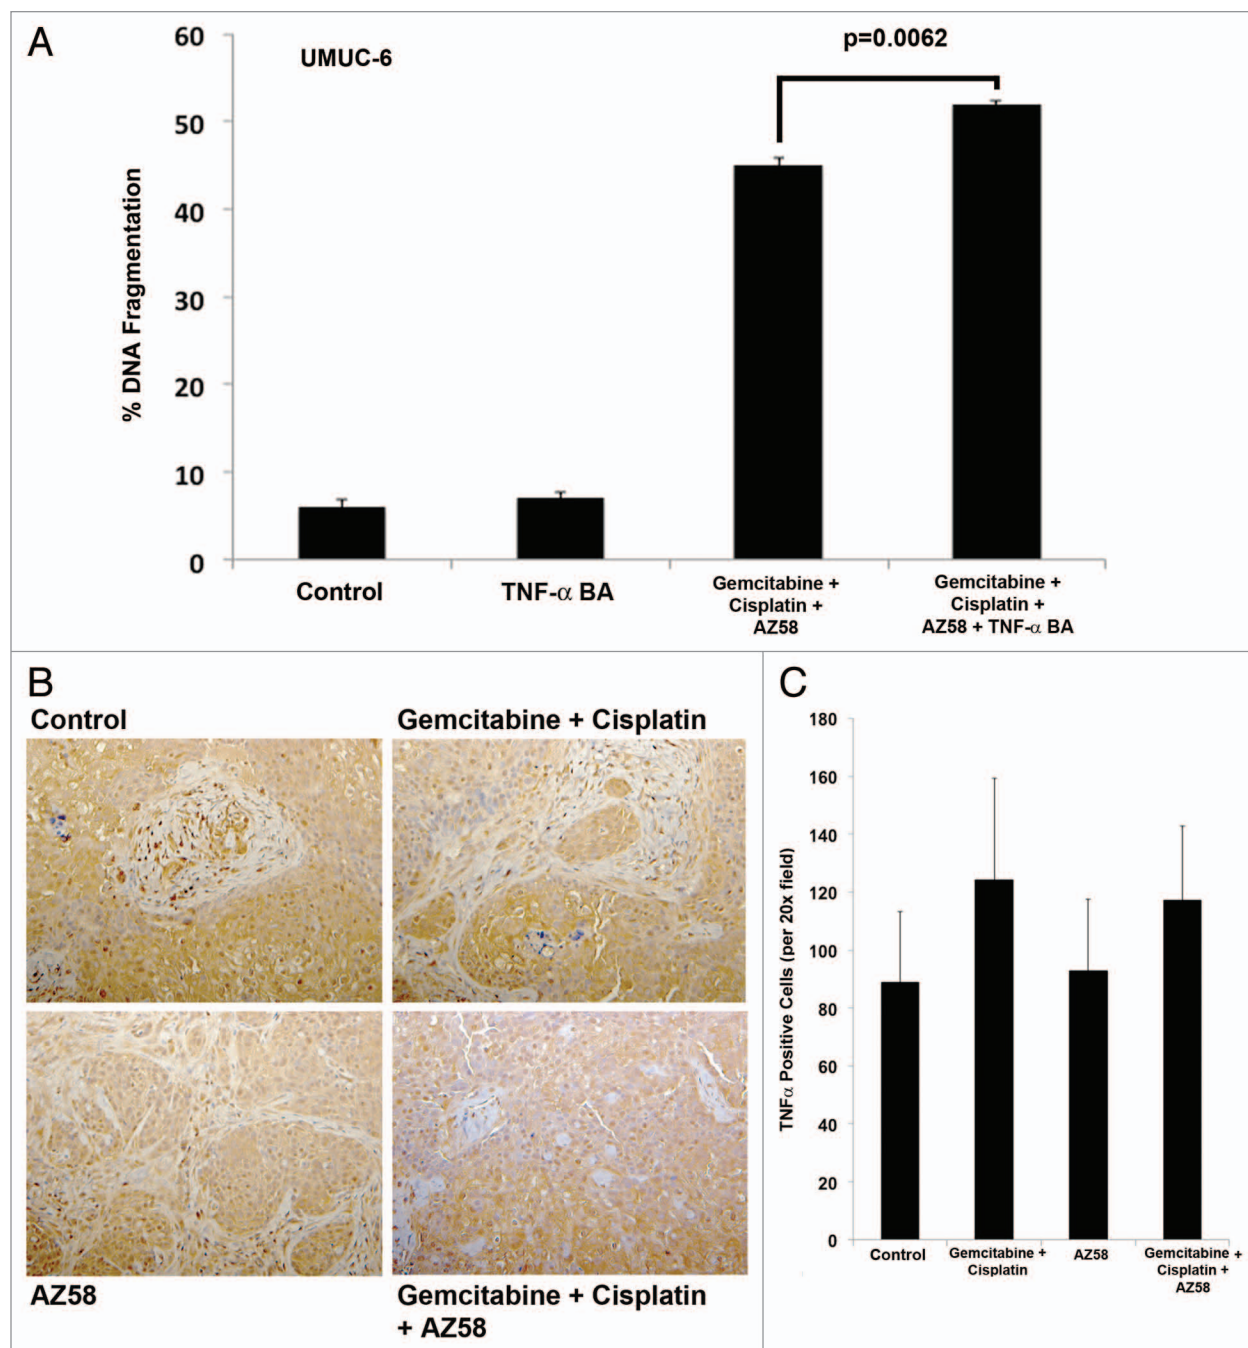 A
UMUC-6
p=0.0062
% DNA Fragmentation
60
50
40
30
20
10
0
Control
TNF-α BA
Gemcitabine +
Cisplatin +
AZ58
Gemcitabine +
Cisplatin +
AZ58 + TNF-α BA
B
Control
Gemcitabine + Cisplatin
AZ58
Gemcitabine + Cisplatin
+ AZ58
C
TNFα Positive Cells (per 20x field)
180
160
140
120
100
80
60
40
20
0
Control
Gemcitabine +
Cisplatin
AZ58
Gemcitabine +
Cisplatin +
AZ58